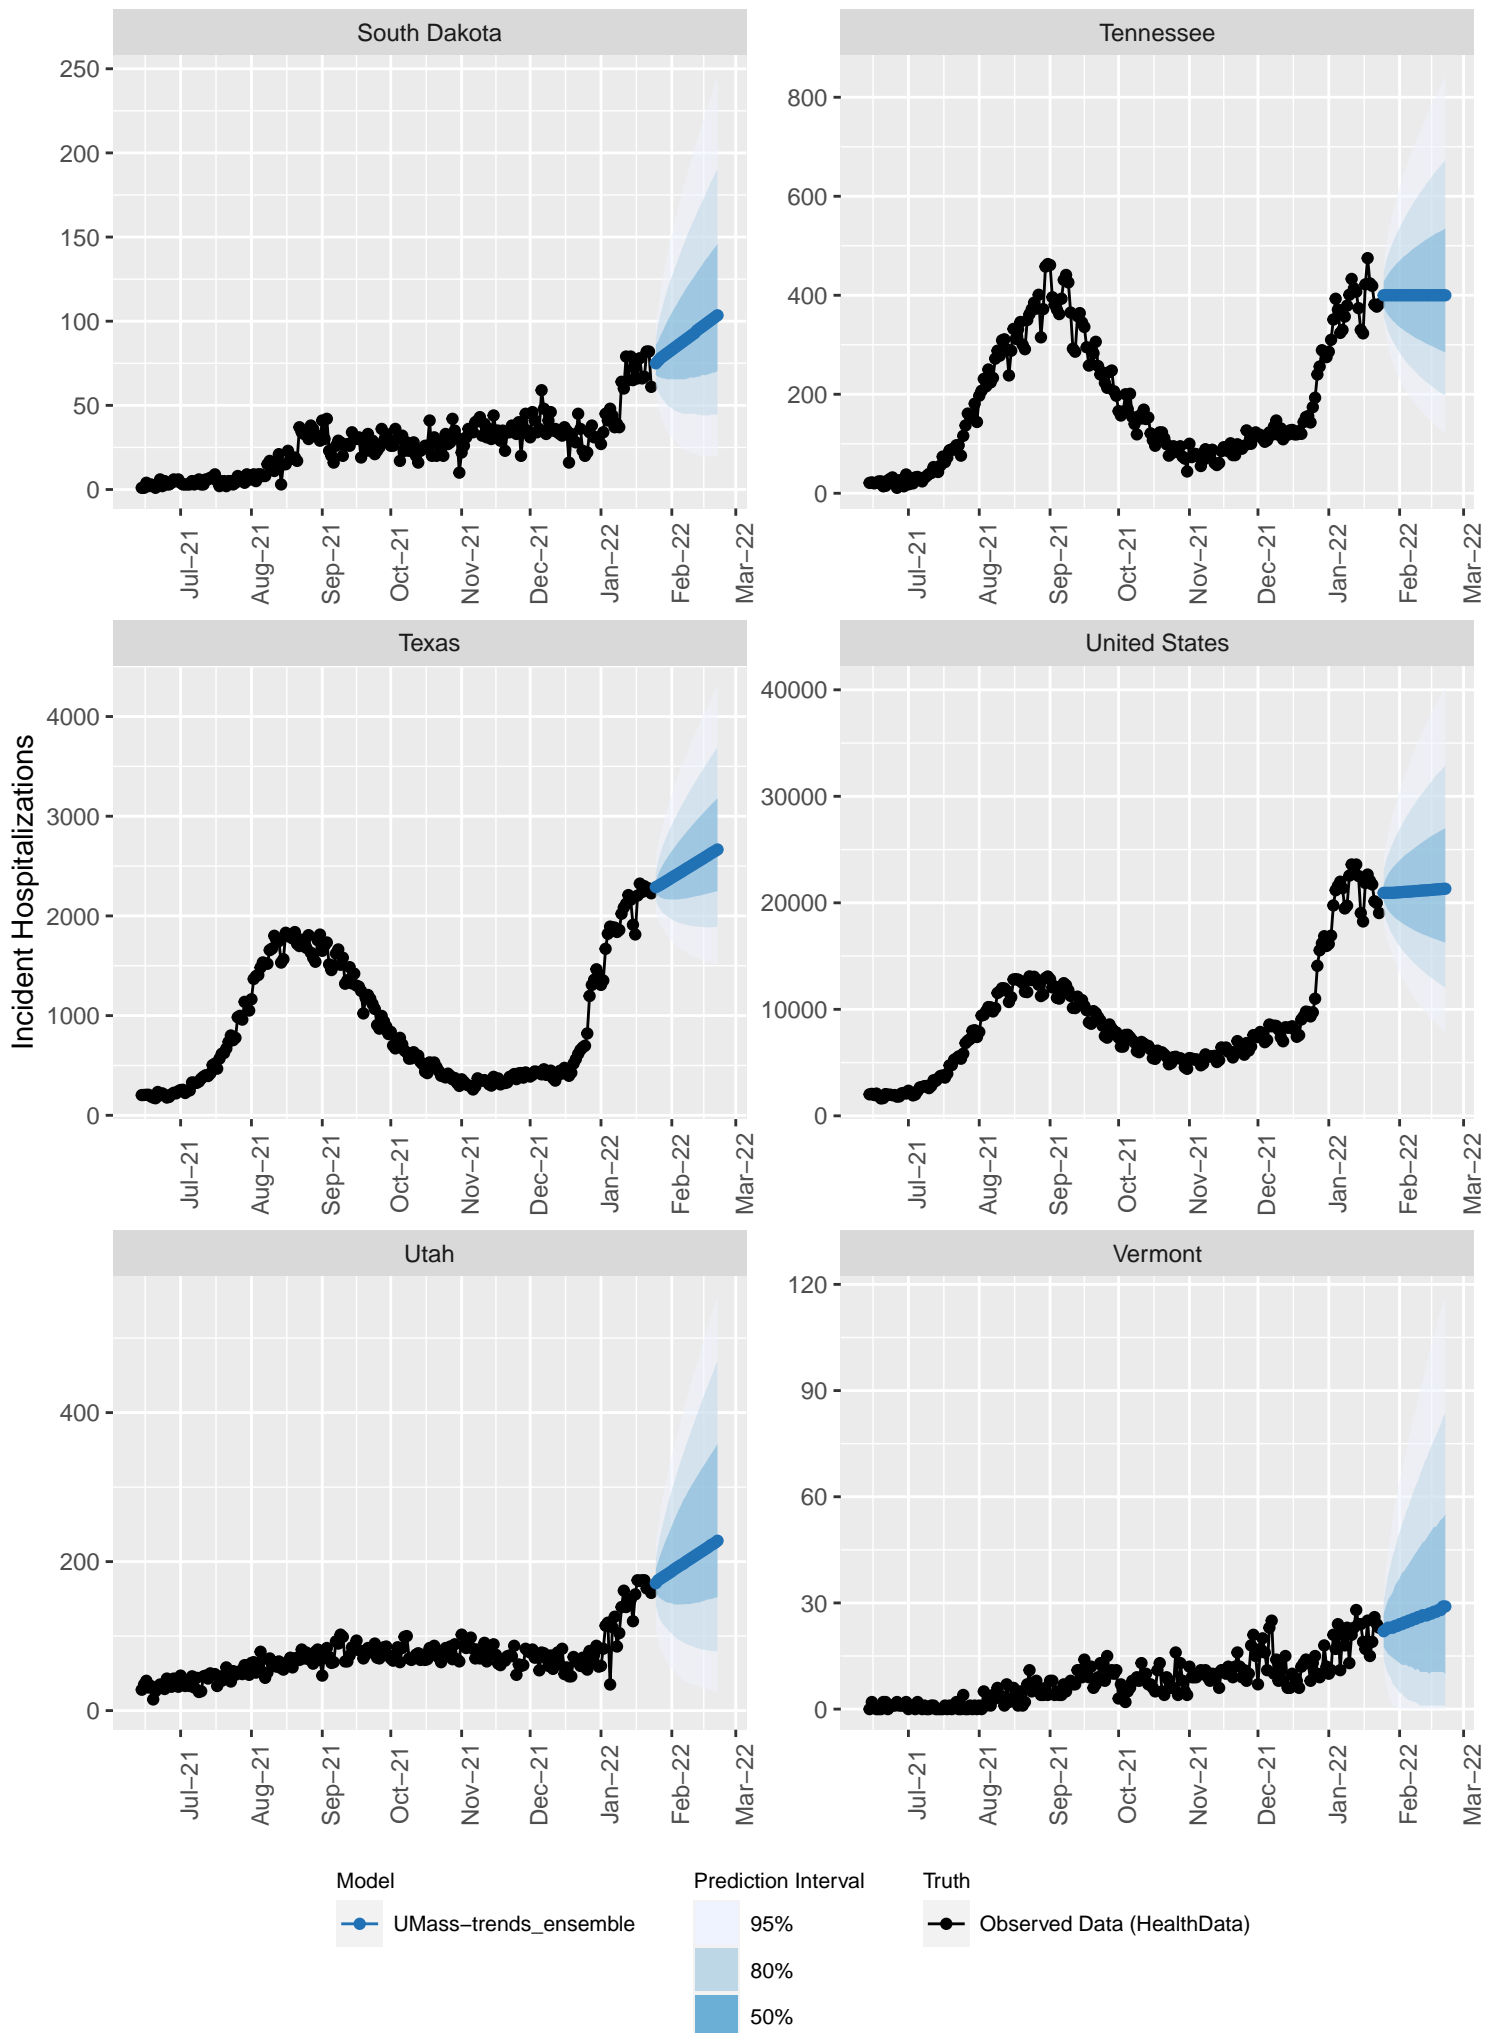 South Dakota
Tennessee
250
200
150
100
50
0
800
600
400
200
0
Jul−21
Aug−21
Sep−21
Oct−21
Nov−21
Dec−21
Jan−22
Feb−22
Mar−22
Jul−21
Aug−21
Sep−21
Oct−21
Nov−21
Dec−21
Jan−22
Feb−22
Mar−22
Incident Hospitalizations
Texas
United States
4000
3000
2000
1000
0
40000
30000
20000
10000
0
Jul−21
Aug−21
Sep−21
Oct−21
Nov−21
Dec−21
Jan−22
Feb−22
Mar−22
Jul−21
Aug−21
Sep−21
Oct−21
Nov−21
Dec−21
Jan−22
Feb−22
Mar−22
Utah
Vermont
400
200
0
120
90
60
30
0
Jul−21
Aug−21
Sep−21
Oct−21
Nov−21
Dec−21
Jan−22
Feb−22
Mar−22
Jul−21
Aug−21
Sep−21
Oct−21
Nov−21
Dec−21
Jan−22
Feb−22
Mar−22
Model
UMass−trends_ensemble
Prediction Interval
95%
80%
50%
Truth
Observed Data (HealthData)